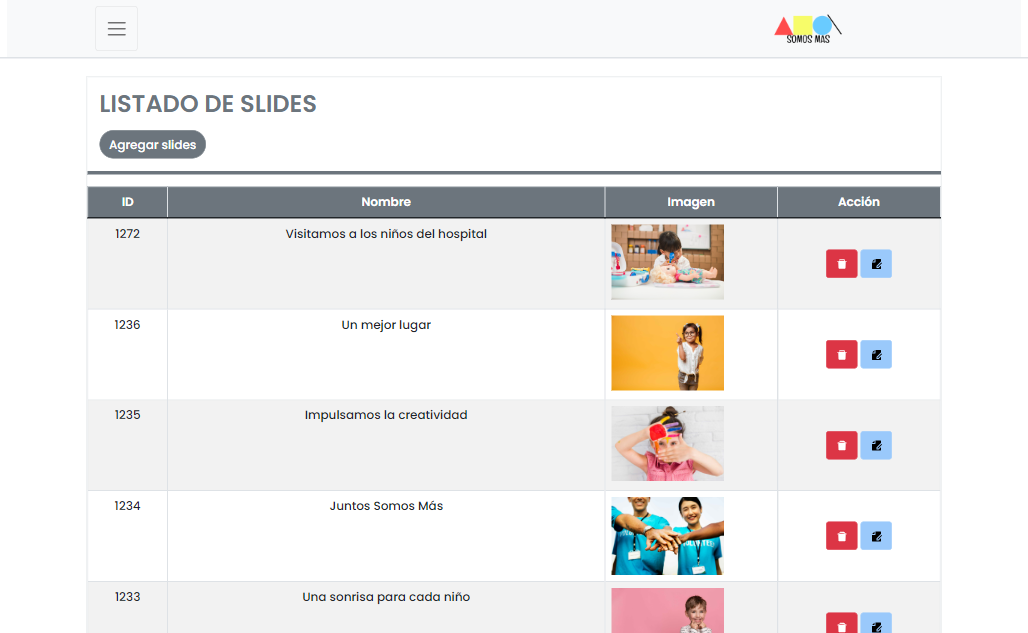 SOMOS MÁS
LISTADO DE SLIDES
Agregar slides
ID Nombre Imagen Acción
1272 Visitamos a los niños del hospital
1236 Un mejor lugar
1235 Impulsamos la creatividad
1234 Juntos Somos Más
1233 Una sonrisa para cada niño